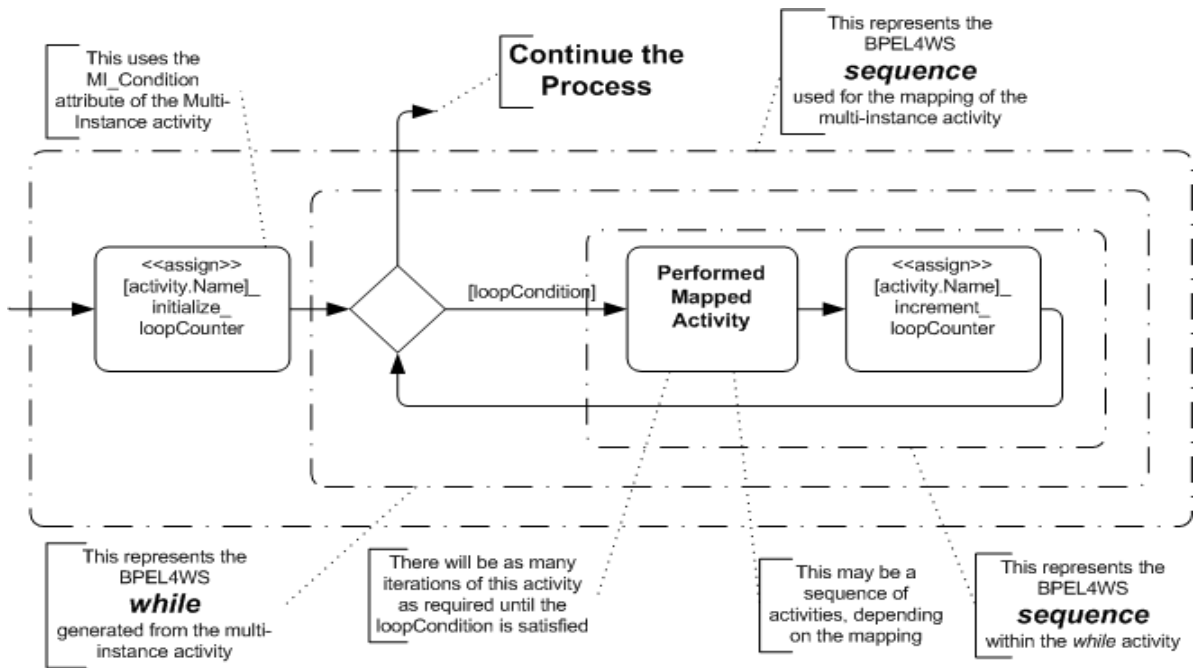 This uses the
MI_Condition
attribute of the Multi-
Instance activity
Continue the
Process
This represents the
BPEL4WS
sequence
used for the mapping of the
multi-instance activity
<<assign>>
[activity.Name]_
initialize_
loopCounter
[loopCondition]
Performed
Mapped
Activity
<<assign>>
[activity.Name]_
increment_
loopCounter
This represents the
BPEL4WS
while
generated from the multi-
instance activity
There will be as many
iterations of this activity
as required until the
loopCondition is satisfied
This may be a
sequence of
activities, depending
on the mapping
This represents the
BPEL4WS
sequence
within the while activity